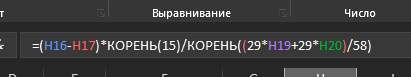 Выравнивание Число
=(H16-H17)*КОРЕНЬ(15)/КОРЕНЬ((29*H19+29*H20)/58)